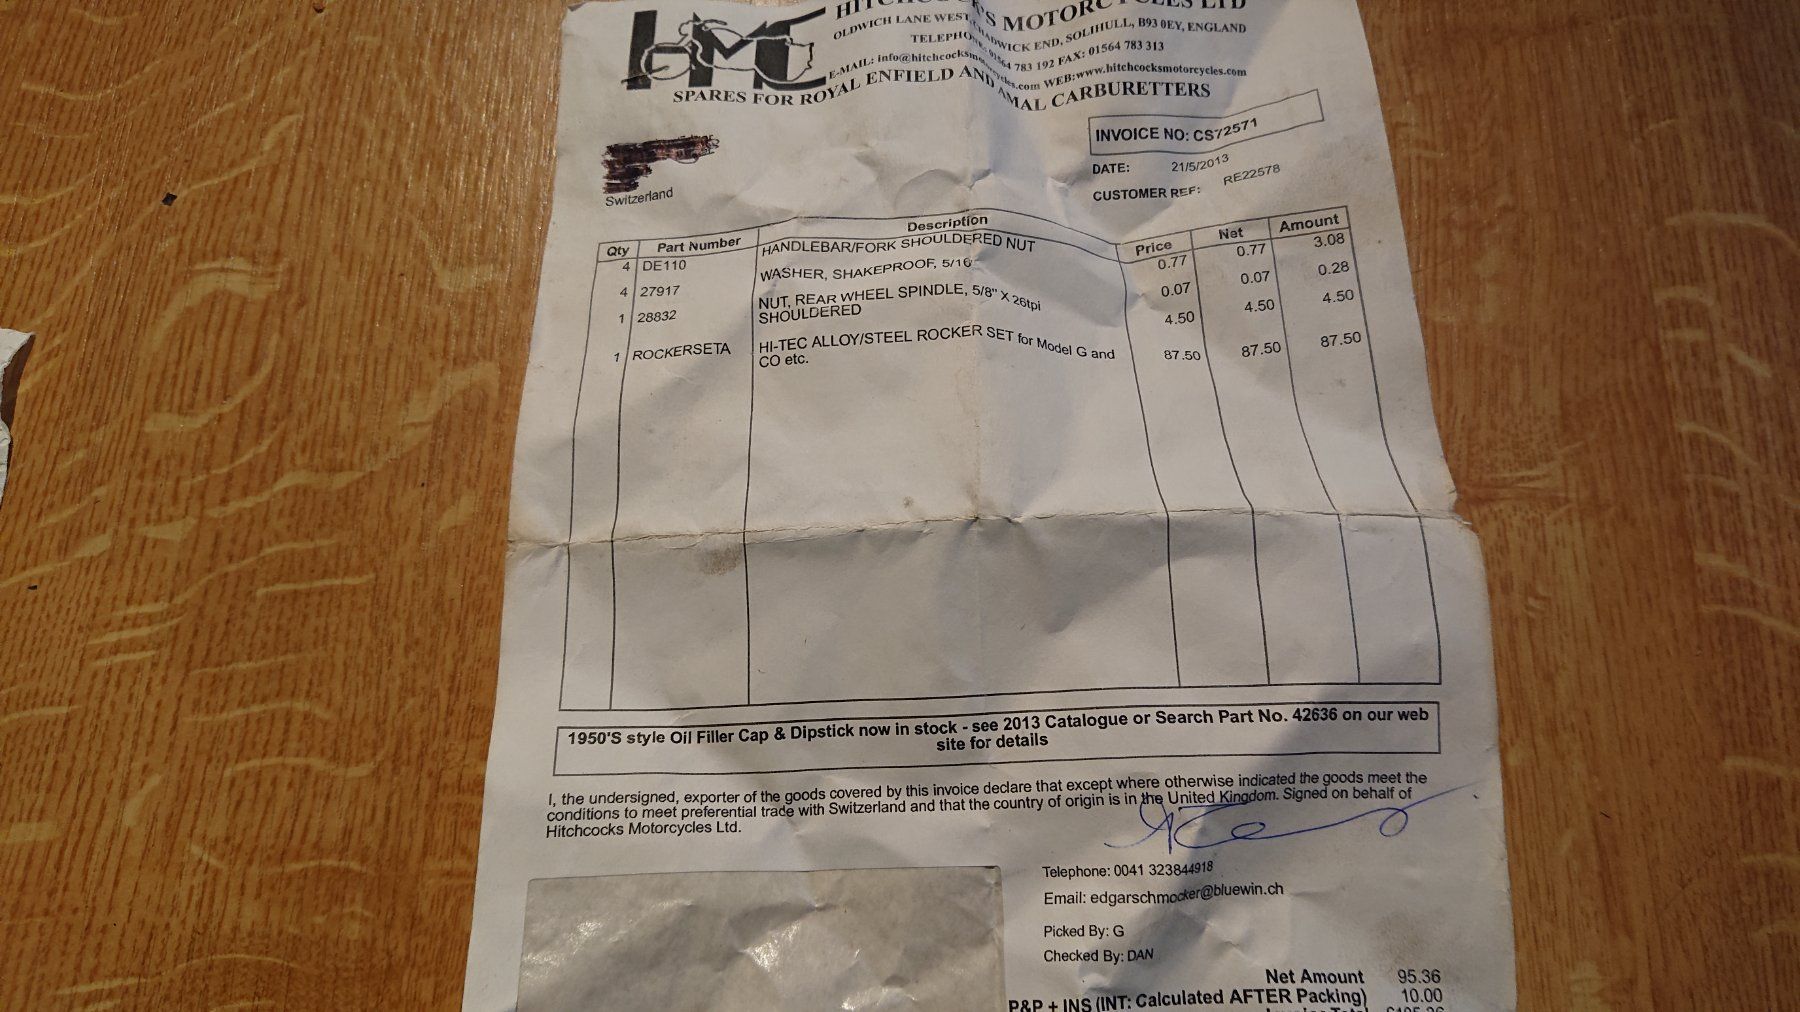 HMC
HITCHCOCK'S MOTORCYCLES LTD
OLDWICH LANE WEST, CHADWICK END, SOLIHULL, B93 0EY, ENGLAND
TELEPHONE: 01564 783 192 FAX: 01564 783 313
E-MAIL: info@hitchcocksmotorcycles.com WEB:www.hitchcocksmotorcycles.com
SPARES FOR ROYAL ENFIELD AND AMAL CARBURETTERS
INVOICE NO: CS72571
DATE: 21/5/2013
CUSTOMER REF: RE22578
Switzerland
Qty Part Number Description Price Net Amount
4 DE110 HANDLEBAR/FORK SHOULDERED NUT 0.77 0.77 3.08
4 27917 WASHER, SHAKEPROOF, 5/16" 0.07 0.07 0.28
1 28832 NUT, REAR WHEEL SPINDLE, 5/8" X 26tpi 4.50 4.50 4.50
SHOULDERED
1 ROCKERSETA HI-TEC ALLOY/STEEL ROCKER SET for Model G and 87.50 87.50 87.50
CO etc.
1950'S style Oil Filler Cap & Dipstick now in stock - see 2013 Catalogue or Search Part No. 42636 on our web
site for details
I, the undersigned, exporter of the goods covered by this invoice declare that except where otherwise indicated the goods meet the
conditions to meet preferential trade with Switzerland and that the country of origin is in the United Kingdom. Signed on behalf of
Hitchcocks Motorcycles Ltd.
Telephone: 0041 323844918
Email: edgarschmocker@bluewin.ch
Picked By: G
Checked By: DAN
Net Amount 95.36
P&P + INS (INT: Calculated AFTER Packing) 10.00
Invoice Total £105.36